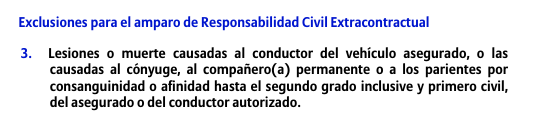 Exclusiones para el amparo de Responsabilidad Civil Extracontractual
3. Lesiones o muerte causadas al conductor del vehículo asegurado, o las
causadas al cónyuge, al compañero(a) permanente o a los parientes por
consanguinidad o afinidad hasta el segundo grado inclusive y primero civil,
del asegurado o del conductor autorizado.